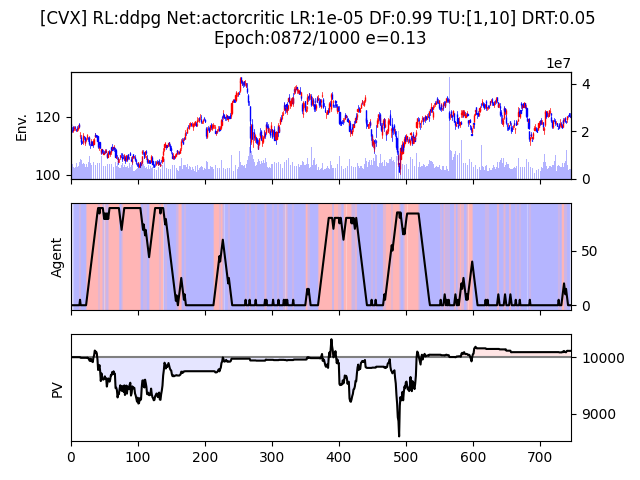 [CVX] RL:ddpg Net:actorcritic LR:1e-05 DF:0.99 TU:[1,10] DRT:0.05
Epoch:0872/1000 e=0.13
1e7
Env.
120
100
4
2
0
Agent
50
0
PV
10000
9000
0 100 200 300 400 500 600 700